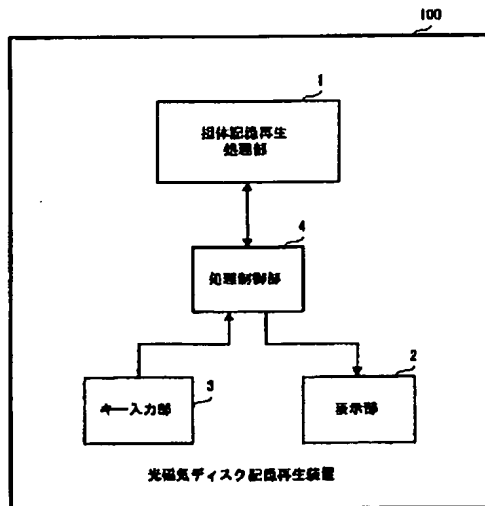 100
1
担体記録再生
処理部
4
処理制御部
3
キー入力部
2
表示部
光磁気ディスク記録再生装置